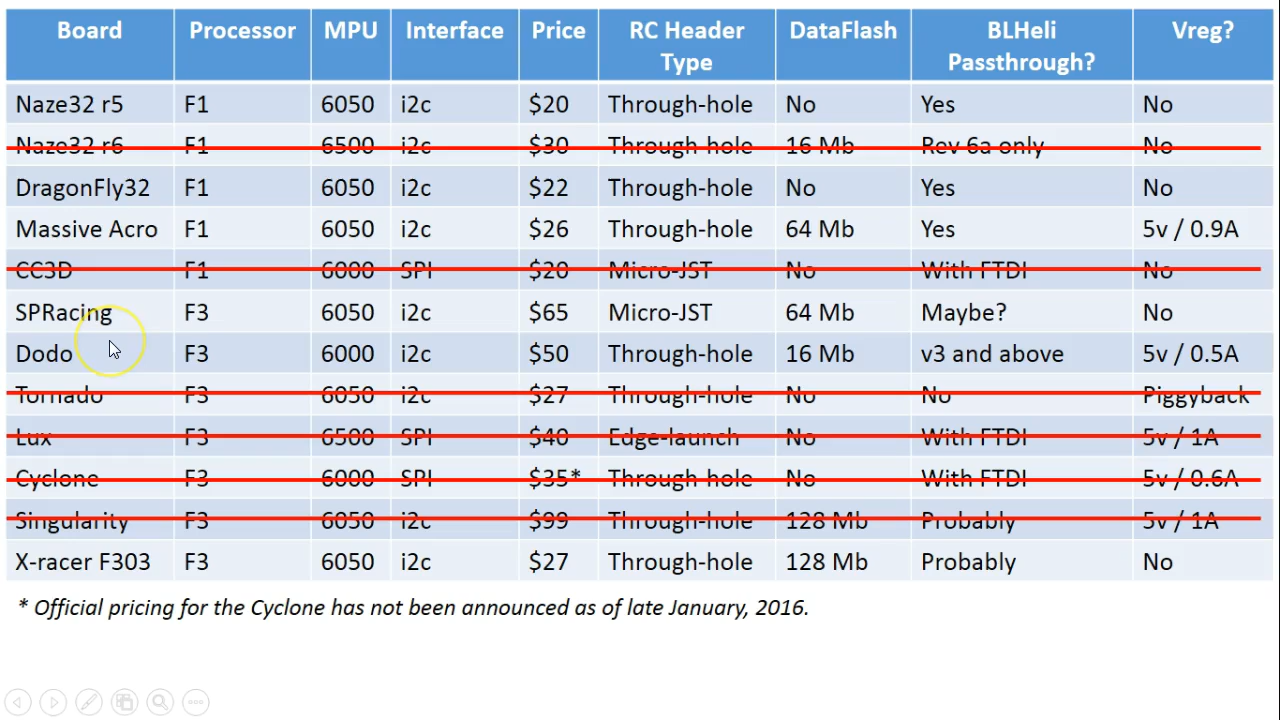 Board Processor MPU Interface Price RC Header Type DataFlash BLHeli Passthrough? Vreg?
Naze32 r5 F1 6050 i2c $20 Through-hole No Yes No
Naze32 r6 F1 6500 i2c $30 Through-hole 16 Mb Rev 6a only No
DragonFly32 F1 6050 i2c $22 Through-hole No Yes No
Massive Acro F1 6050 i2c $26 Through-hole 64 Mb Yes 5v / 0.9A
CC3D F1 6000 SPI $20 Micro-JST No With FTDI No
SPRacing F3 6050 i2c $65 Micro-JST 64 Mb Maybe? No
Dodo F3 6000 i2c $50 Through-hole 16 Mb v3 and above 5v / 0.5A
Tornado F3 6050 i2c $27 Through-hole No No Piggyback
Lux F3 6500 SPI $40 Edge-launch No With FTDI 5v / 1A
Cyclone F3 6000 SPI $35* Through-hole No With FTDI 5v / 0.6A
Singularity F3 6050 i2c $99 Through-hole 128 Mb Probably 5v / 1A
X-racer F303 F3 6050 i2c $27 Through-hole 128 Mb Probably No
* Official pricing for the Cyclone has not been announced as of late January, 2016.